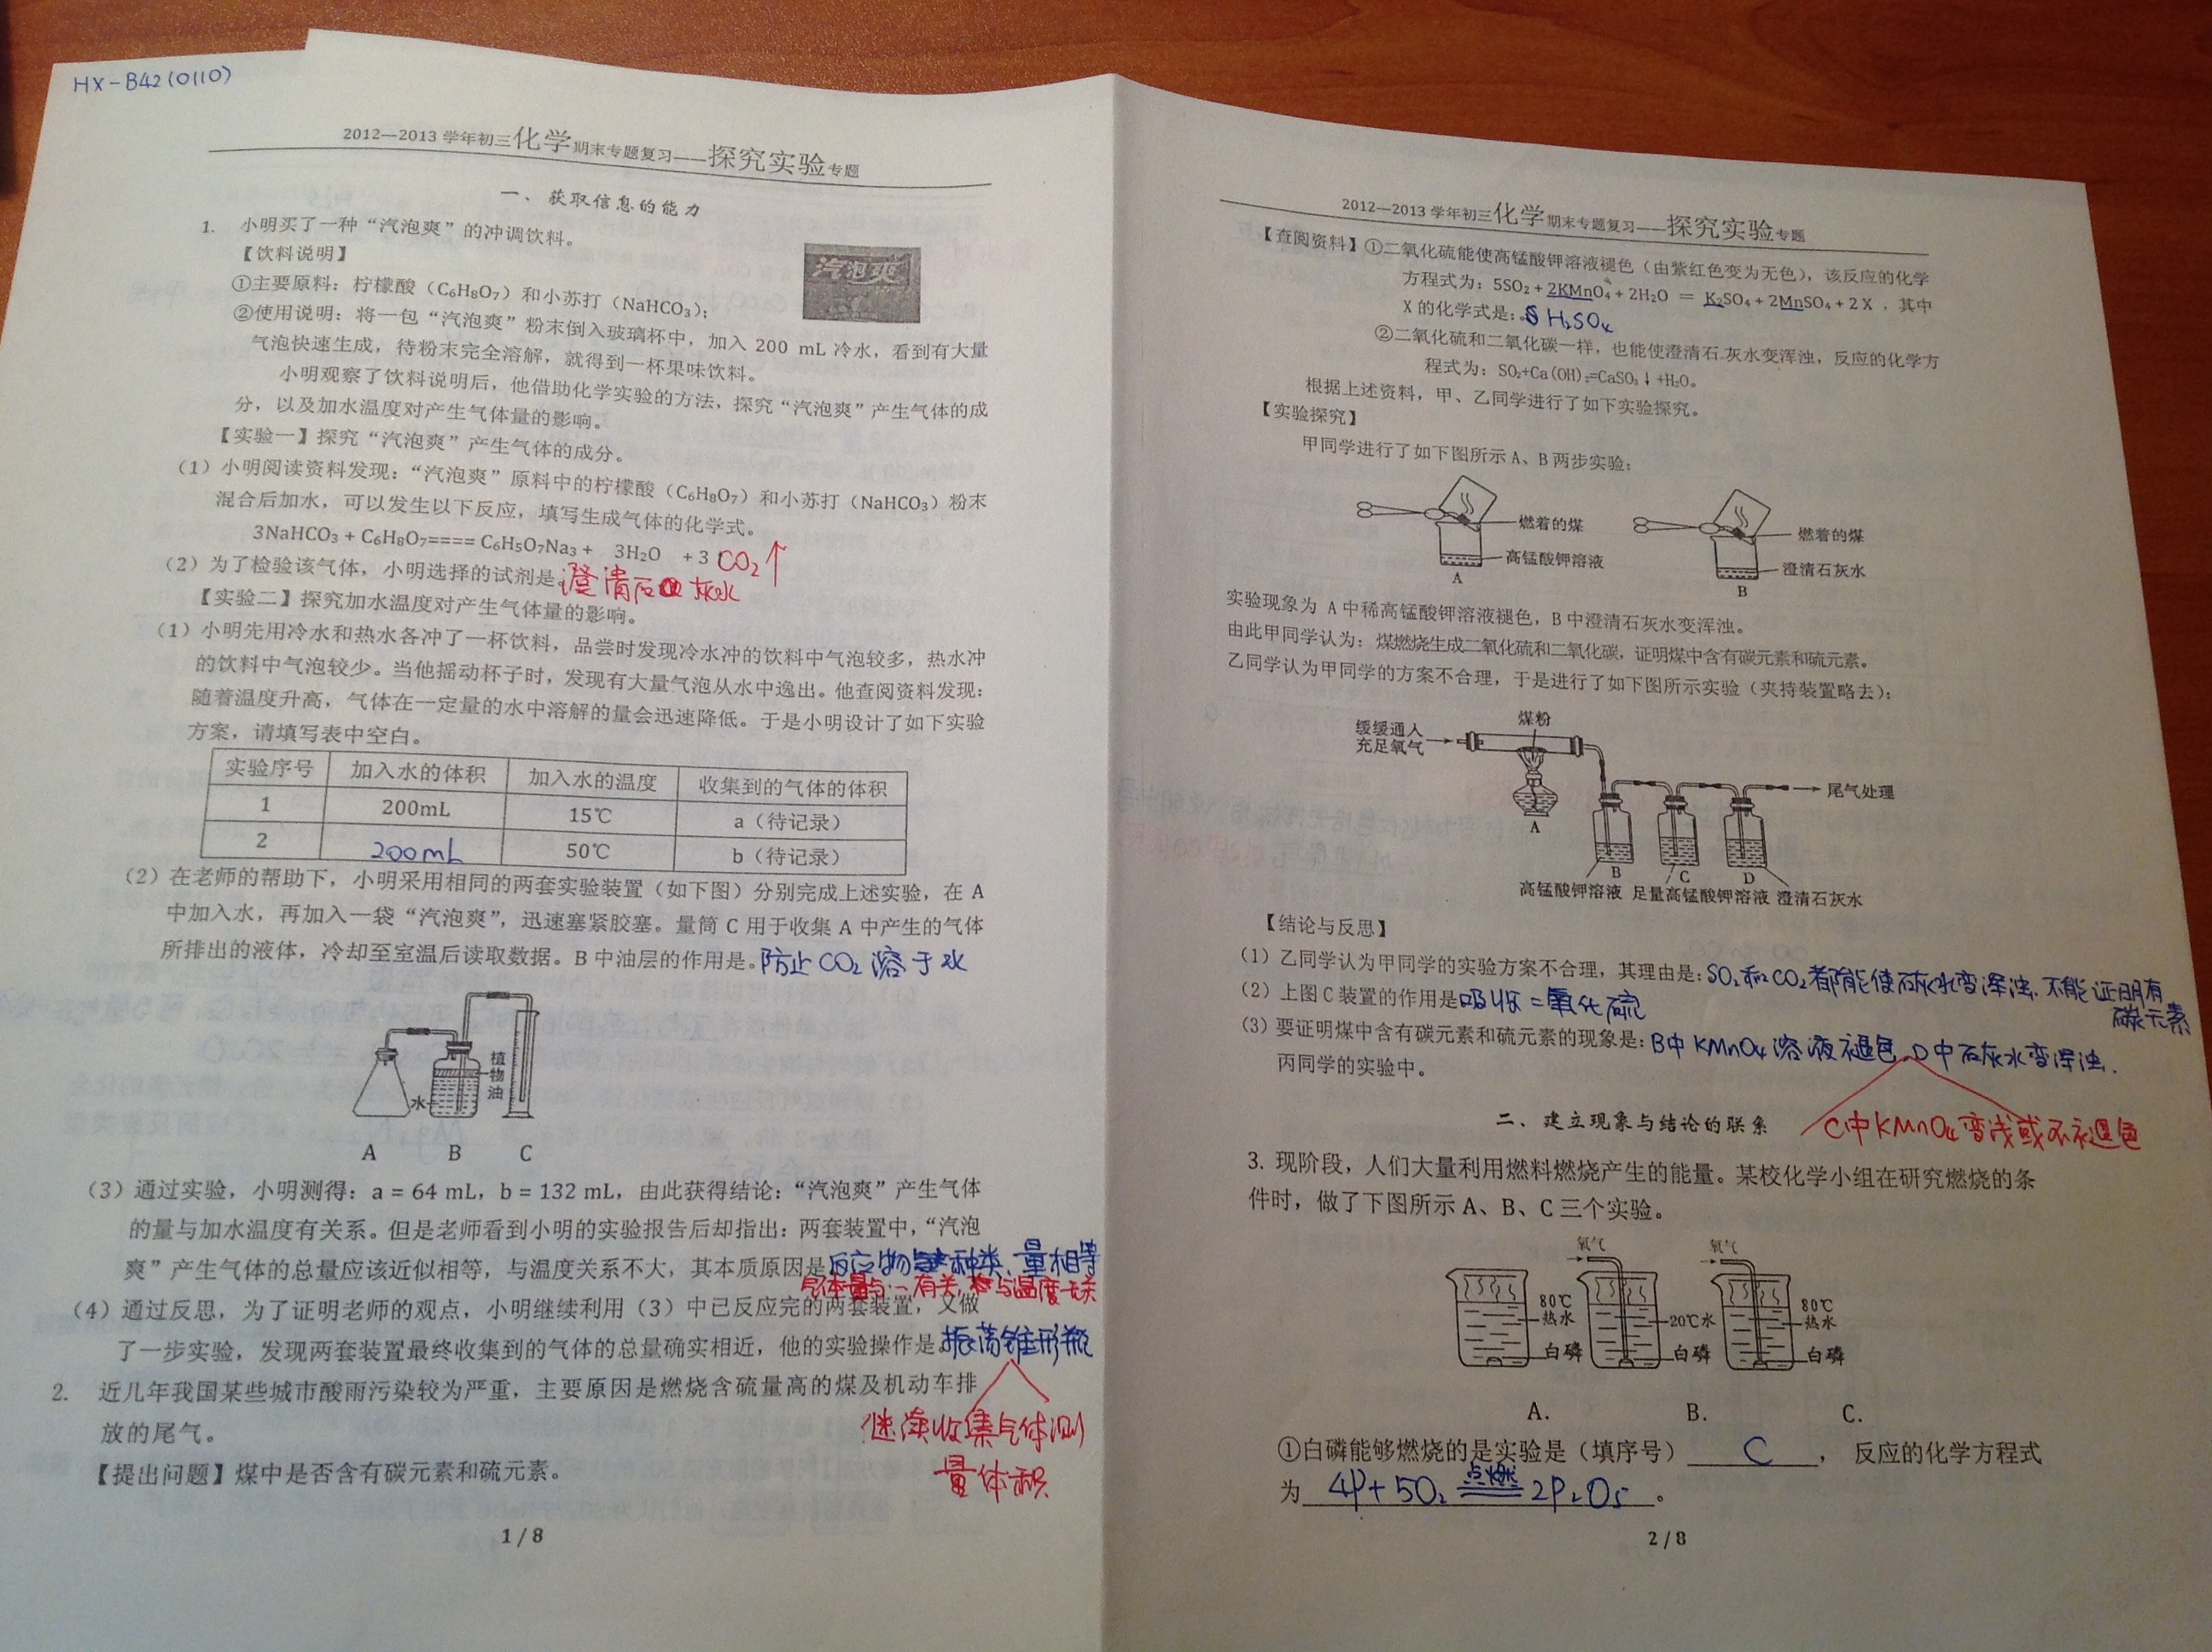 HX-B42(0110)
2012—2013 学年初三化学期末专题复习——探究实验专题
一、获取信息的能力
1. 小明买了一种“汽泡爽”的冲调饮料。
【饮料说明】
汽泡爽
①主要原料：柠檬酸（C₆H₈O₇）和小苏打（NaHCO₃）；
②使用说明：将一包“汽泡爽”粉末倒入玻璃杯中，加入 200 mL 冷水，看到有大量
气泡快速生成，待粉末完全溶解，就得到一杯果味饮料。
小明观察了饮料说明后，他借助化学实验的方法，探究“汽泡爽”产生气体的成
分，以及加水温度对产生气体量的影响。
【实验一】探究“汽泡爽”产生气体的成分。
（1）小明阅读资料发现：“汽泡爽”原料中的柠檬酸（C₆H₈O₇）和小苏打（NaHCO₃）粉末
混合后加水，可以发生以下反应，填写生成气体的化学式。
3NaHCO₃ + C₆H₈O₇==== C₆H₅O₇Na₃ + 3H₂O + 3 CO₂↑
（2）为了检验该气体，小明选择的试剂是 澄清石灰水
【实验二】探究加水温度对产生气体量的影响。
（1）小明先用冷水和热水各冲了一杯饮料，品尝时发现冷水冲的饮料中气泡较多，热水冲
的饮料中气泡较少。当他摇动杯子时，发现有大量气泡从水中逸出。他查阅资料发现：
随着温度升高，气体在一定量的水中溶解的量会迅速降低。于是小明设计了如下实验
方案，请填写表中空白。
实验序号 加入水的体积 加入水的温度 收集到的气体的体积
1 200mL 15℃ a（待记录）
2 200mL 50℃ b（待记录）
（2）在老师的帮助下，小明采用相同的两套实验装置（如下图）分别完成上述实验，在 A
中加入水，再加入一袋“汽泡爽”，迅速塞紧胶塞。量筒 C 用于收集 A 中产生的气体
所排出的液体，冷却至室温后读取数据。B 中油层的作用是。防止CO₂溶于水
植物油
水
A B C
（3）通过实验，小明测得：a = 64 mL，b = 132 mL，由此获得结论：“汽泡爽”产生气体
的量与加水温度有关系。但是老师看到小明的实验报告后却指出：两套装置中，“汽泡
爽”产生气体的总量应该近似相等，与温度关系不大，其本质原因是 反应物种类、量相等
气体量与…有关，与温度无关
（4）通过反思，为了证明老师的观点，小明继续利用（3）中已反应完的两套装置，又做
了一步实验，发现两套装置最终收集到的气体的总量确实相近，他的实验操作是。振荡锥形瓶
继续收集气体测
量体积
2. 近几年我国某些城市酸雨污染较为严重，主要原因是燃烧含硫量高的煤及机动车排
放的尾气。
【提出问题】煤中是否含有碳元素和硫元素。
1 / 8
2012—2013 学年初三化学期末专题复习——探究实验专题
【查阅资料】①二氧化硫能使高锰酸钾溶液褪色（由紫红色变为无色），该反应的化学
方程式为：5SO₂ + 2KMnO₄ + 2H₂O = K₂SO₄ + 2MnSO₄ + 2 X ，其中
X 的化学式是：H₂SO₄
②二氧化硫和二氧化碳一样，也能使澄清石灰水变浑浊，反应的化学方
程式为：SO₂+Ca(OH)₂=CaSO₃↓+H₂O。
根据上述资料，甲、乙同学进行了如下实验探究。
【实验探究】
甲同学进行了如下图所示 A、B 两步实验：
燃着的煤
高锰酸钾溶液
A
燃着的煤
澄清石灰水
B
实验现象为 A 中稀高锰酸钾溶液褪色，B 中澄清石灰水变浑浊。
由此甲同学认为：煤燃烧生成二氧化硫和二氧化碳，证明煤中含有碳元素和硫元素。
乙同学认为甲同学的方案不合理，于是进行了如下图所示实验（夹持装置略去）：
缓缓通入
充足氧气
煤粉
尾气处理
A B C D
高锰酸钾溶液 足量高锰酸钾溶液 澄清石灰水
【结论与反思】
（1）乙同学认为甲同学的实验方案不合理，其理由是：SO₂和CO₂都能使石灰水变浑浊，不能证明有
碳元素
（2）上图 C 装置的作用是 吸收二氧化硫
（3）要证明煤中含有碳元素和硫元素的现象是：B中KMnO₄溶液褪色 D中石灰水变浑浊.
丙同学的实验中。
C中KMnO₄变浅或不褪色
二、建立现象与结论的联系
3. 现阶段，人们大量利用燃料燃烧产生的能量。某校化学小组在研究燃烧的条
件时，做了下图所示 A、B、C 三个实验。
氧气 氧气
80℃热水 20℃水 80℃热水
白磷 白磷 白磷
A. B. C.
①白磷能够燃烧的是实验是（填序号） C ， 反应的化学方程式
为 4P + 5O₂ 点燃==== 2P₂O₅ 。
2 / 8